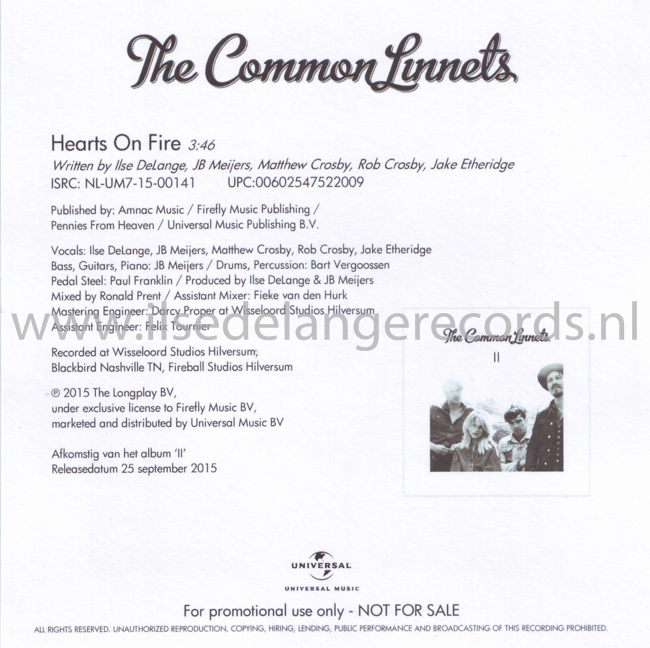 The Common Linnets
Hearts On Fire 3:46
Written by Ilse DeLange, JB Meijers, Matthew Crosby, Rob Crosby, Jake Etheridge
ISRC: NL-UM7-15-00141 UPC:00602547522009
Published by: Amnac Music / Firefly Music Publishing /
Pennies From Heaven / Universal Music Publishing B.V.
Vocals: Ilse DeLange, JB Meijers, Matthew Crosby, Rob Crosby, Jake Etheridge
Bass, Guitars, Piano: JB Meijers / Drums, Percussion: Bart Vergoossen
Pedal Steel: Paul Franklin / Produced by Ilse DeLange & JB Meijers
Mixed by Ronald Prent / Assistant Mixer: Fieke van den Hurk
Mastering Engineer: Darcy Proper at Wisseloord Studios Hilversum
Assistant Engineer: Felix Tournier
www.ilsedelangerecords.nl
Recorded at Wisseloord Studios Hilversum,
Blackbird Nashville TN, Fireball Studios Hilversum
℗ 2015 The Longplay BV,
under exclusive license to Firefly Music BV,
marketed and distributed by Universal Music BV
Afkomstig van het album 'II'
Releasedatum 25 september 2015
The Common Linnets
II
UNIVERSAL
UNIVERSAL MUSIC
For promotional use only - NOT FOR SALE
ALL RIGHTS RESERVED. UNAUTHORIZED REPRODUCTION, COPYING, HIRING, LENDING, PUBLIC PERFORMANCE AND BROADCASTING OF THIS RECORDING PROHIBITED.